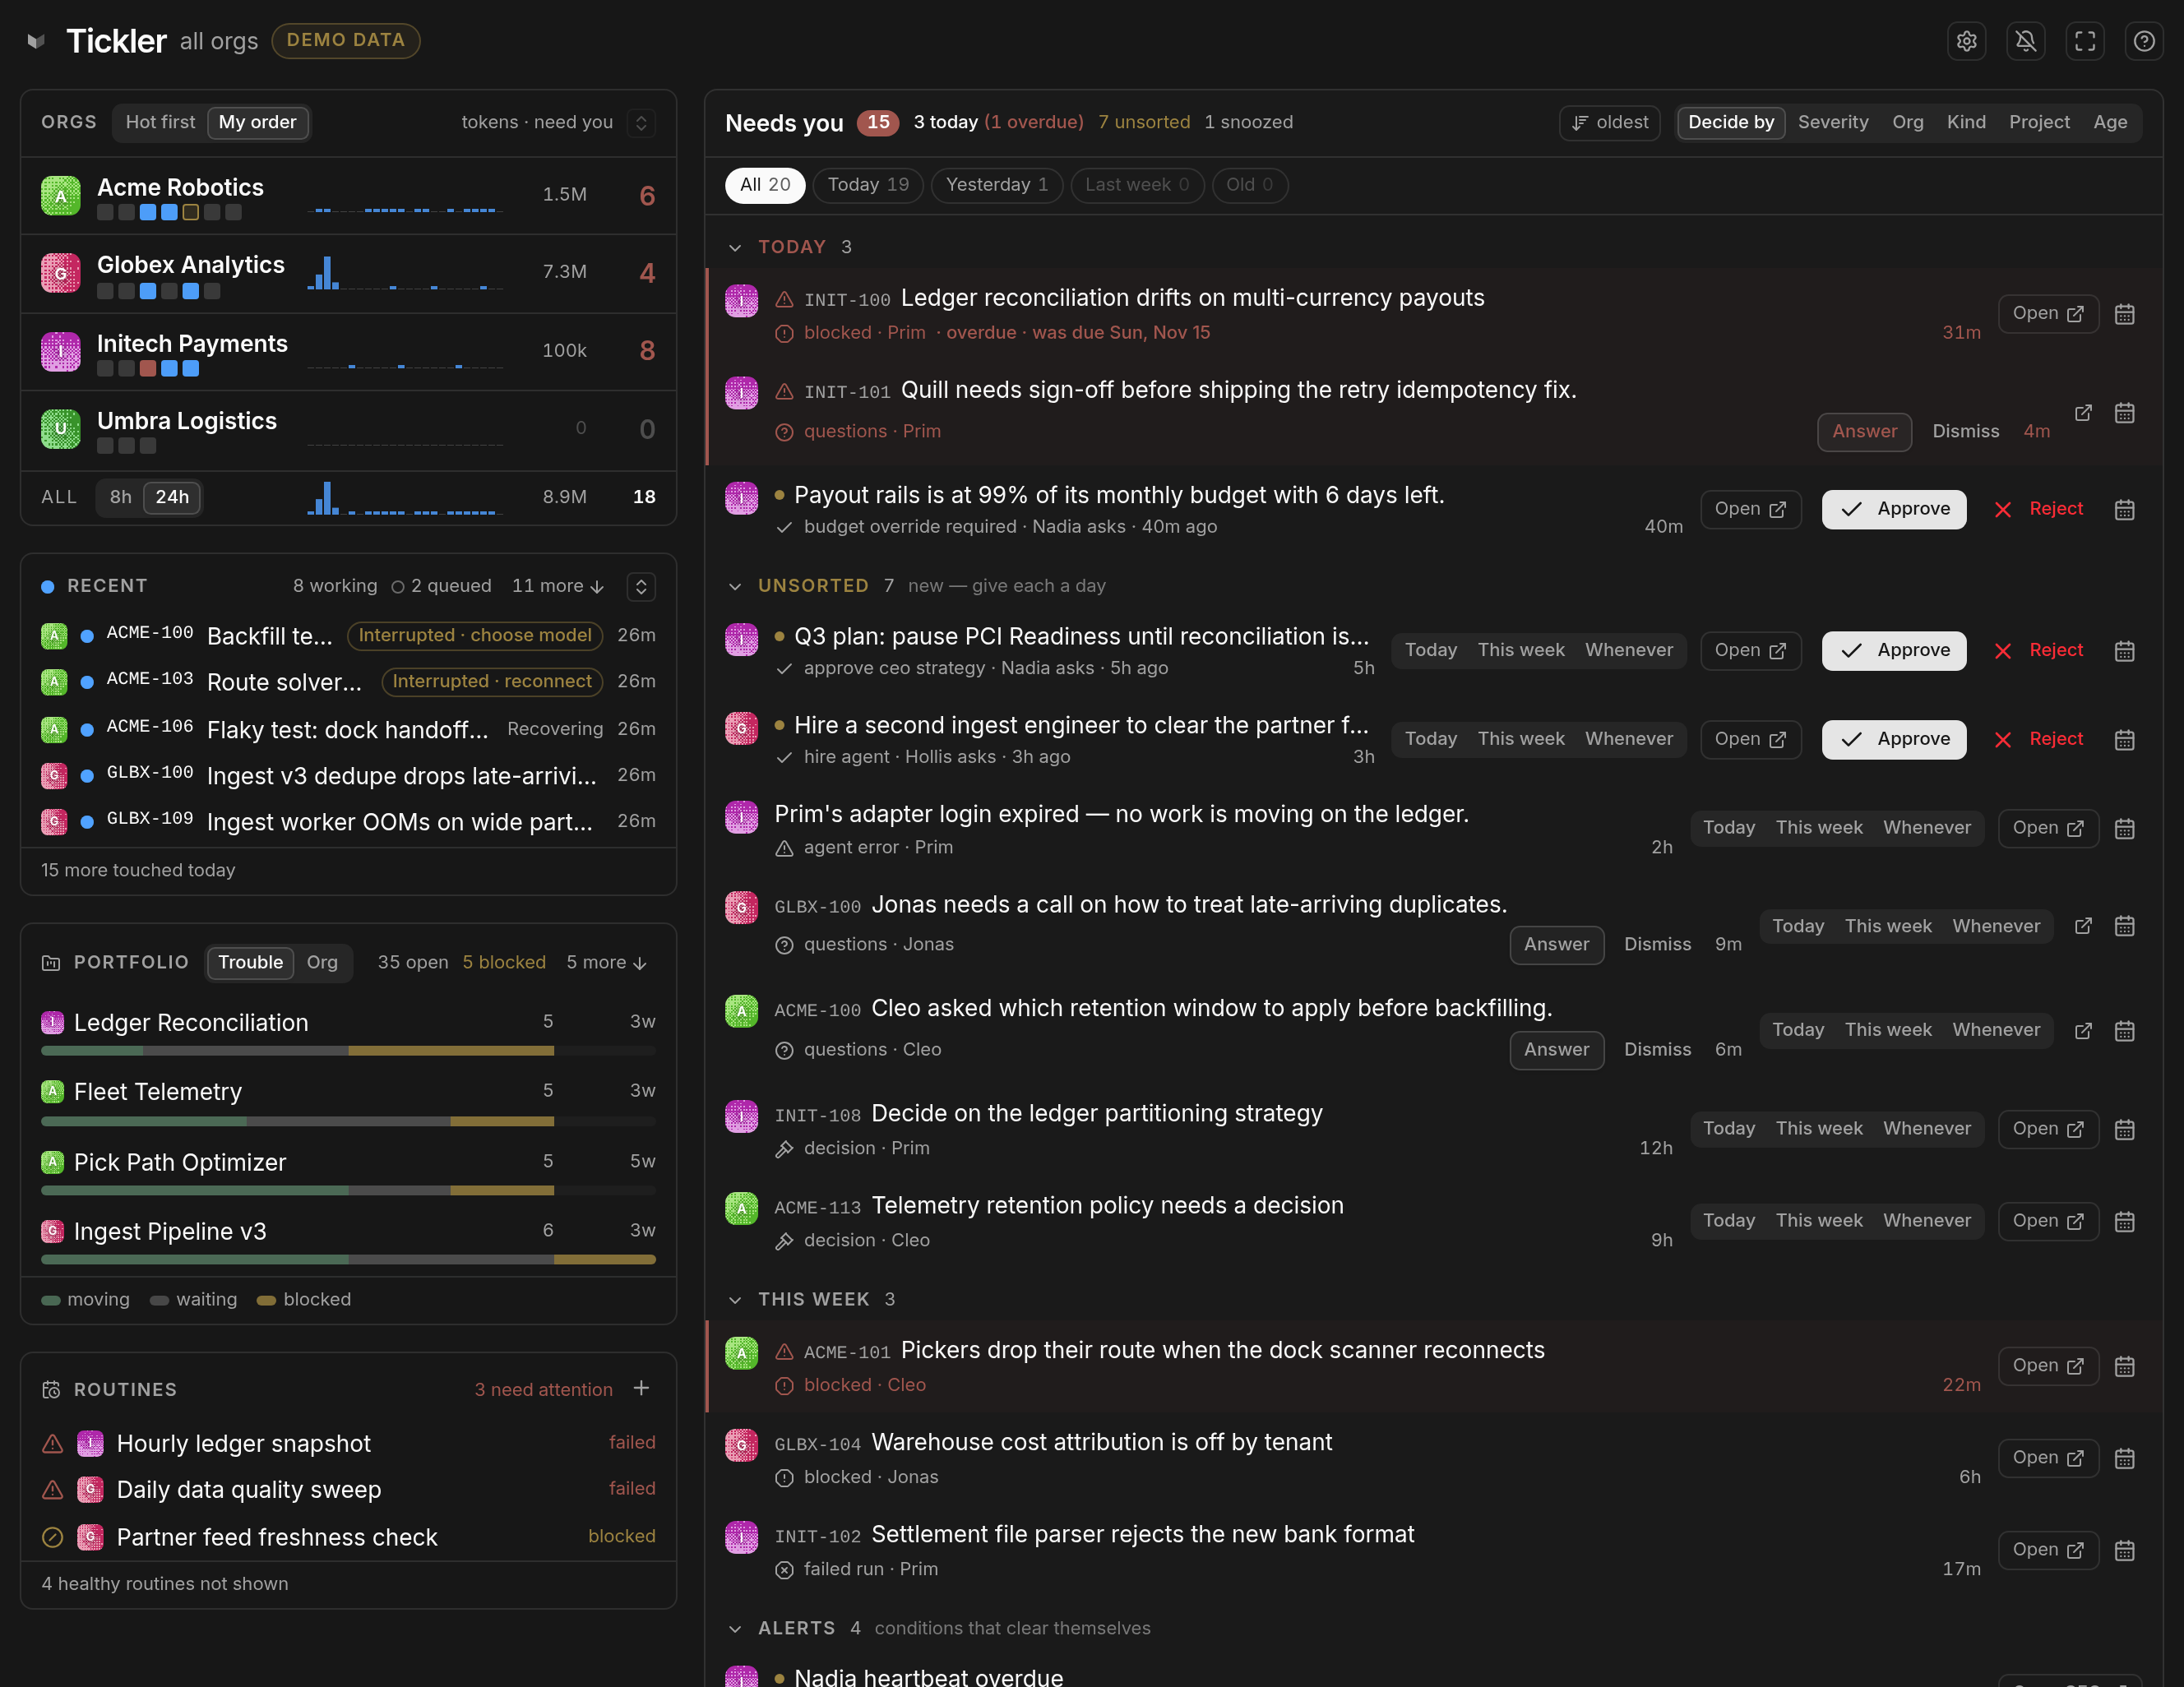 Tickler all orgs DEMO DATA
ORGS Hot first My order tokens · need you
A Acme Robotics 1.5M 6
G Globex Analytics 7.3M 4
I Initech Payments 100k 8
U Umbra Logistics 0 0
ALL 8h 24h 8.9M 18
RECENT 8 working 2 queued 11 more ↓
A ACME-100 Backfill te... Interrupted · choose model 26m
A ACME-103 Route solver... Interrupted · reconnect 26m
A ACME-106 Flaky test: dock handoff... Recovering 26m
G GLBX-100 Ingest v3 dedupe drops late-arrivi... 26m
G GLBX-109 Ingest worker OOMs on wide part... 26m
15 more touched today
PORTFOLIO Trouble Org 35 open 5 blocked 5 more ↓
I Ledger Reconciliation 5 3w
A Fleet Telemetry 5 3w
A Pick Path Optimizer 5 5w
G Ingest Pipeline v3 6 3w
moving waiting blocked
ROUTINES 3 need attention +
I Hourly ledger snapshot failed
G Daily data quality sweep failed
G Partner feed freshness check blocked
4 healthy routines not shown
Needs you 15 3 today (1 overdue) 7 unsorted 1 snoozed oldest Decide by Severity Org Kind Project Age
All 20 Today 19 Yesterday 1 Last week 0 Old 0
TODAY 3
I INIT-100 Ledger reconciliation drifts on multi-currency payouts Open
blocked · Prim · overdue · was due Sun, Nov 15 31m
I INIT-101 Quill needs sign-off before shipping the retry idempotency fix.
questions · Prim Answer Dismiss 4m
I Payout rails is at 99% of its monthly budget with 6 days left. Open Approve Reject
budget override required · Nadia asks · 40m ago 40m
UNSORTED 7 new — give each a day
I Q3 plan: pause PCI Readiness until reconciliation is... Today This week Whenever Open Approve Reject
approve ceo strategy · Nadia asks · 5h ago 5h
G Hire a second ingest engineer to clear the partner f... Today This week Whenever Open Approve Reject
hire agent · Hollis asks · 3h ago 3h
I Prim's adapter login expired — no work is moving on the ledger. Today This week Whenever Open
agent error · Prim 2h
G GLBX-100 Jonas needs a call on how to treat late-arriving duplicates. Today This week Whenever
questions · Jonas Answer Dismiss 9m
A ACME-100 Cleo asked which retention window to apply before backfilling. Today This week Whenever
questions · Cleo Answer Dismiss 6m
I INIT-108 Decide on the ledger partitioning strategy Today This week Whenever Open
decision · Prim 12h
A ACME-113 Telemetry retention policy needs a decision Today This week Whenever Open
decision · Cleo 9h
THIS WEEK 3
A ACME-101 Pickers drop their route when the dock scanner reconnects Open
blocked · Cleo 22m
G GLBX-104 Warehouse cost attribution is off by tenant Open
blocked · Jonas 6h
I INIT-102 Settlement file parser rejects the new bank format Open
failed run · Prim 17m
ALERTS 4 conditions that clear themselves
Nadia heartbeat overdue